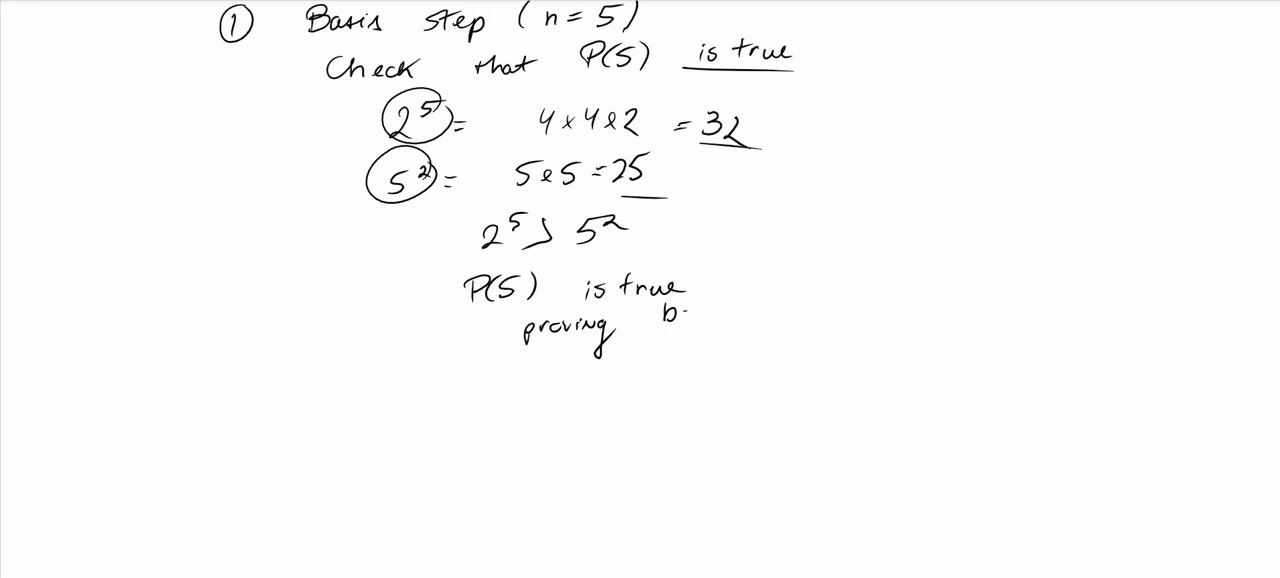 ① Basis step (n = 5)
Check that P(5) is true
2⁵ = 4 x 4 x 2 = 32
5² = 5 x 5 = 25
2⁵ > 5²
P(5) is true
proving b